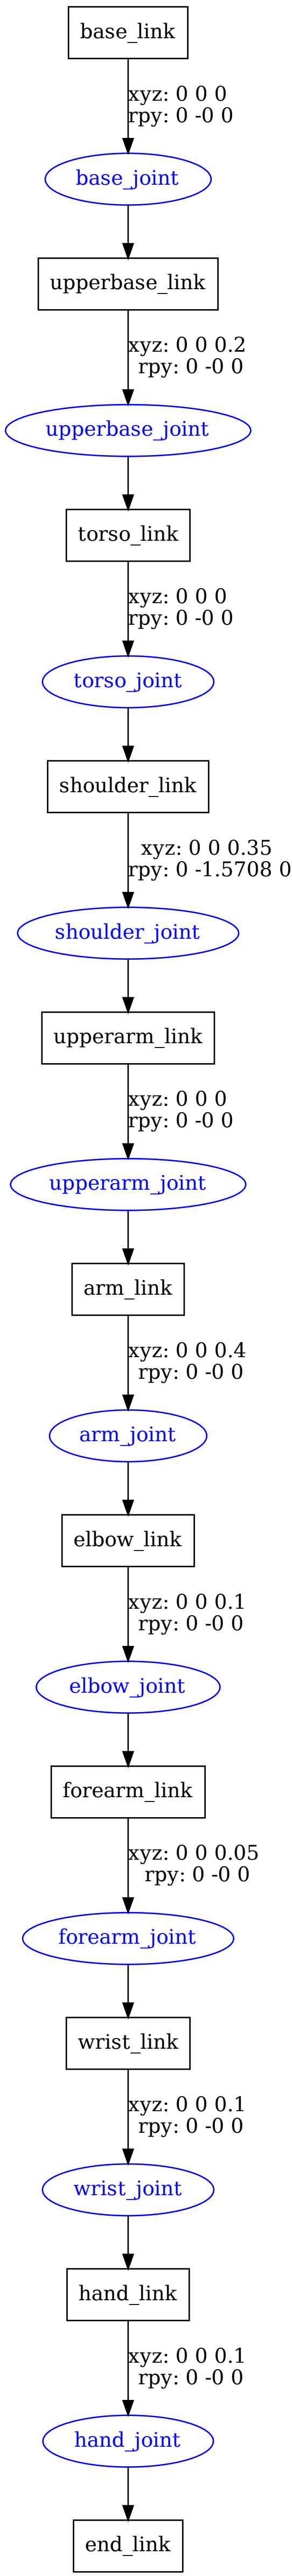 base_link
xyz: 0 0 0
rpy: 0 -0 0
base_joint
upperbase_link
xyz: 0 0 0.2
rpy: 0 -0 0
upperbase_joint
torso_link
xyz: 0 0 0
rpy: 0 -0 0
torso_joint
shoulder_link
xyz: 0 0 0.35
rpy: 0 -1.5708 0
shoulder_joint
upperarm_link
xyz: 0 0 0
rpy: 0 -0 0
upperarm_joint
arm_link
xyz: 0 0 0.4
rpy: 0 -0 0
arm_joint
elbow_link
xyz: 0 0 0.1
rpy: 0 -0 0
elbow_joint
forearm_link
xyz: 0 0 0.05
rpy: 0 -0 0
forearm_joint
wrist_link
xyz: 0 0 0.1
rpy: 0 -0 0
wrist_joint
hand_link
xyz: 0 0 0.1
rpy: 0 -0 0
hand_joint
end_link